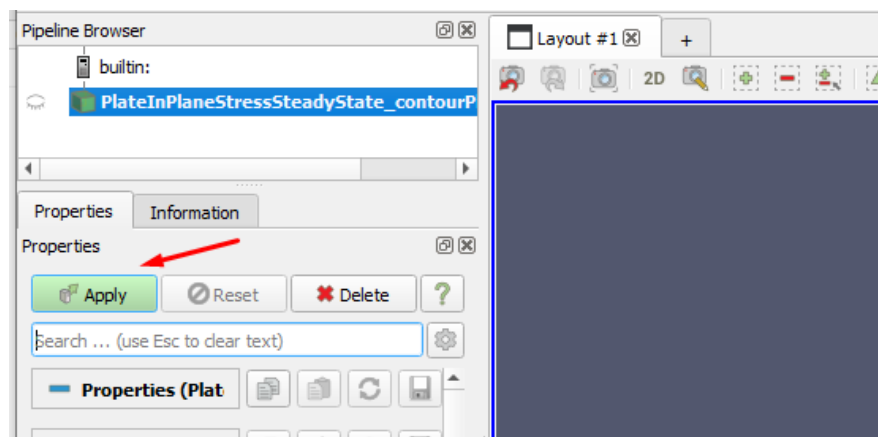 Pipeline Browser
Layout #1
+
builtin:
2D
PlateInPlaneStressSteadyState_contourP
Properties
Information
Properties
Apply
Reset
Delete
?
Search ... (use Esc to clear text)
Properties (Plat